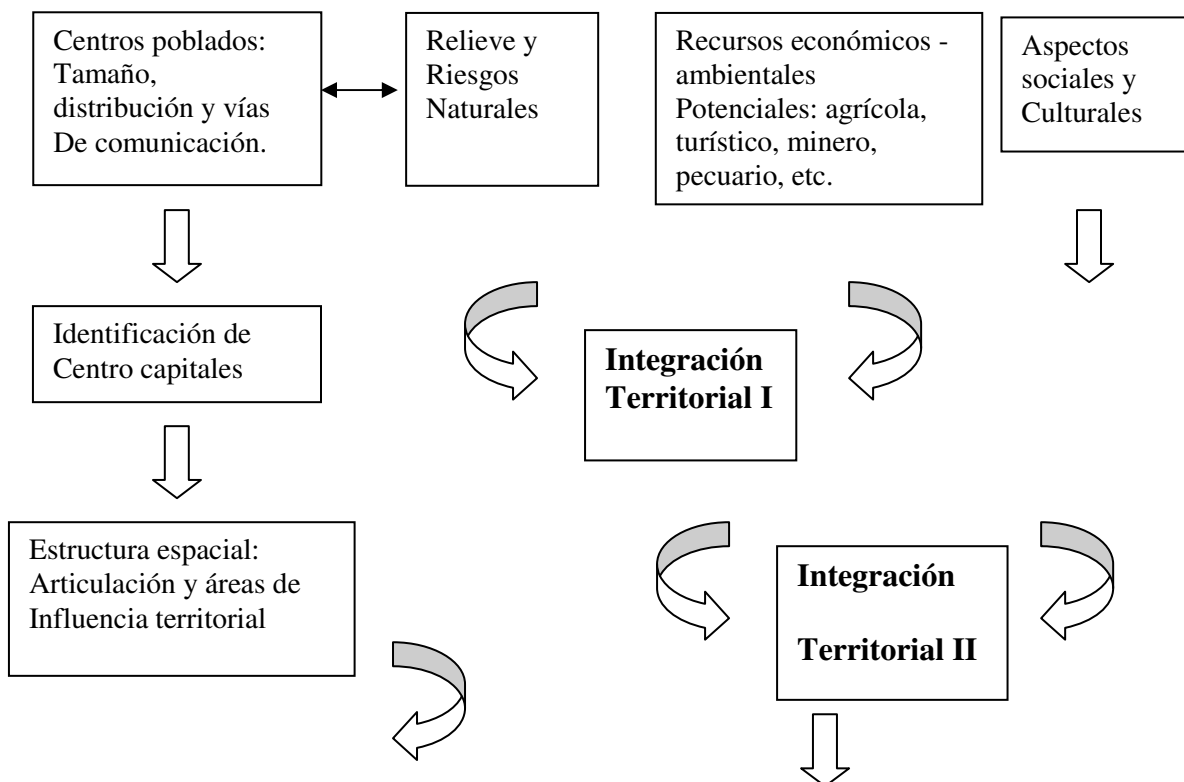 Centros poblados:
Tamaño,
distribución y vías
De comunicación.
Relieve y
Riesgos
Naturales
Recursos económicos -
ambientales
Potenciales: agrícola,
turístico, minero,
pecuario, etc.
Aspectos
sociales y
Culturales
Identificación de
Centro capitales
Integración
Territorial I
Estructura espacial:
Articulación y áreas de
Influencia territorial
Integración
Territorial II